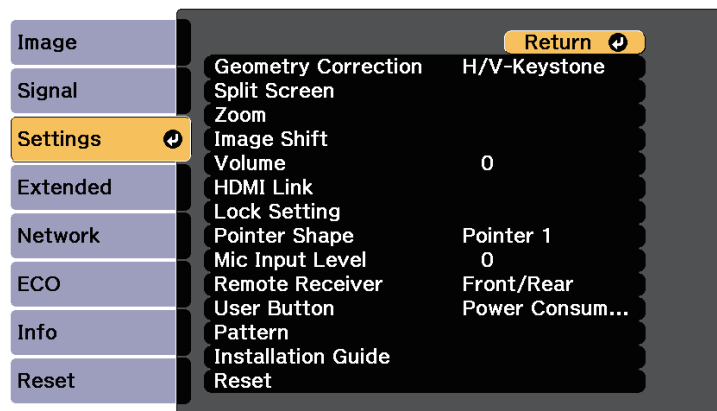 Image
Signal
Settings
Extended
Network
ECO
Info
Reset
Return
Geometry Correction H/V-Keystone
Split Screen
Zoom
Image Shift
Volume 0
HDMI Link
Lock Setting
Pointer Shape Pointer 1
Mic Input Level 0
Remote Receiver Front/Rear
User Button Power Consum...
Pattern
Installation Guide
Reset